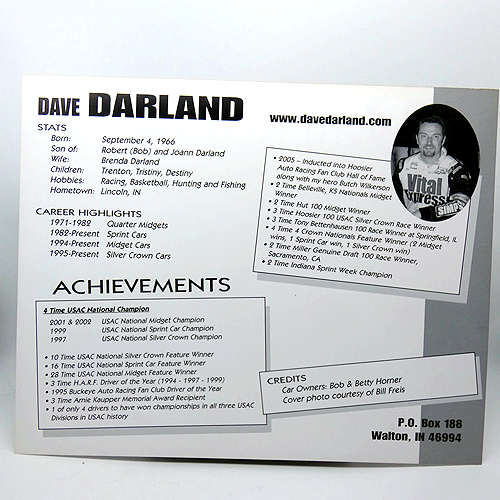 DAVE DARLAND
www.davedarland.com
STATS
Born: September 4, 1966
Son of: Robert (Bob) and Joann Darland
Wife: Brenda Darland
Children: Trenton, Tristiny, Destiny
Hobbies: Racing, Basketball, Hunting and Fishing
Hometown: Lincoln, IN
CAREER HIGHLIGHTS
1971-1982 Quarter Midgets
1982-Present Sprint Cars
1994-Present Midget Cars
1995-Present Silver Crown Cars
• 2005 – Inducted into Hoosier
Auto Racing Fan Club Hall of Fame
along with my hero Butch Wilkerson
• 2 Time Belleville, KS Nationals Midget
Winner
• 2 Time Hut 100 Midget Winner
• 3 Time Hoosier 100 USAC Silver Crown Race Winner
• 3 Time Tony Bettenhausen 100 Race Winner at Springfield, IL
• 4 Time 4 Crown Nationals Feature Winner (2 Midget
wins, 1 Sprint Car win, 1 Silver Crown win)
• 2 Time Miller Genuine Draft 100 Race Winner,
Sacramento, CA
• 2 Time Indiana Sprint Week Champion
Vital
Express
SIMPSON
ACHIEVEMENTS
4 Time USAC National Champion
2001 & 2002 USAC National Midget Champion
1999 USAC National Sprint Car Champion
1997 USAC National Silver Crown Champion
• 10 Time USAC National Silver Crown Feature Winner
• 16 Time USAC National Sprint Car Feature Winner
• 28 Time USAC National Midget Feature Winner
• 3 Time H.A.R.F. Driver of the Year (1994 - 1997 - 1999)
• 1995 Buckeye Auto Racing Fan Club Driver of the Year
• 3 Time Arnie Kaupper Memorial Award Recipient
• 1 of only 4 drivers to have won championships in all three USAC
Divisions in USAC history
CREDITS
Car Owners: Bob & Betty Horner
Cover photo courtesy of Bill Freis
P.O. Box 188
Walton, IN 46994